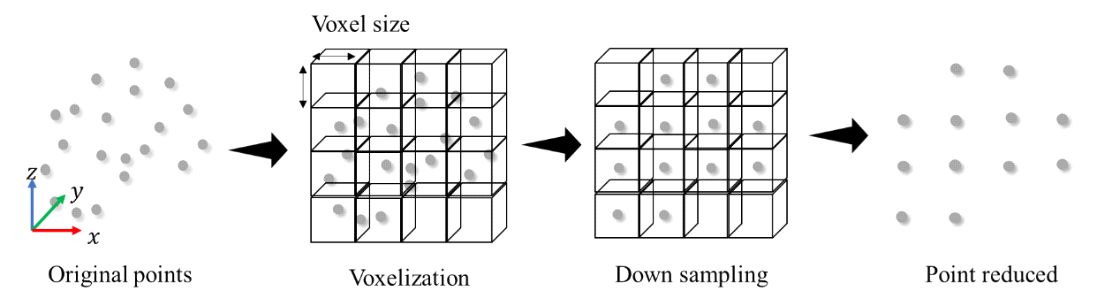 Voxel size
z
y
x
Original points
Voxelization
Down sampling
Point reduced